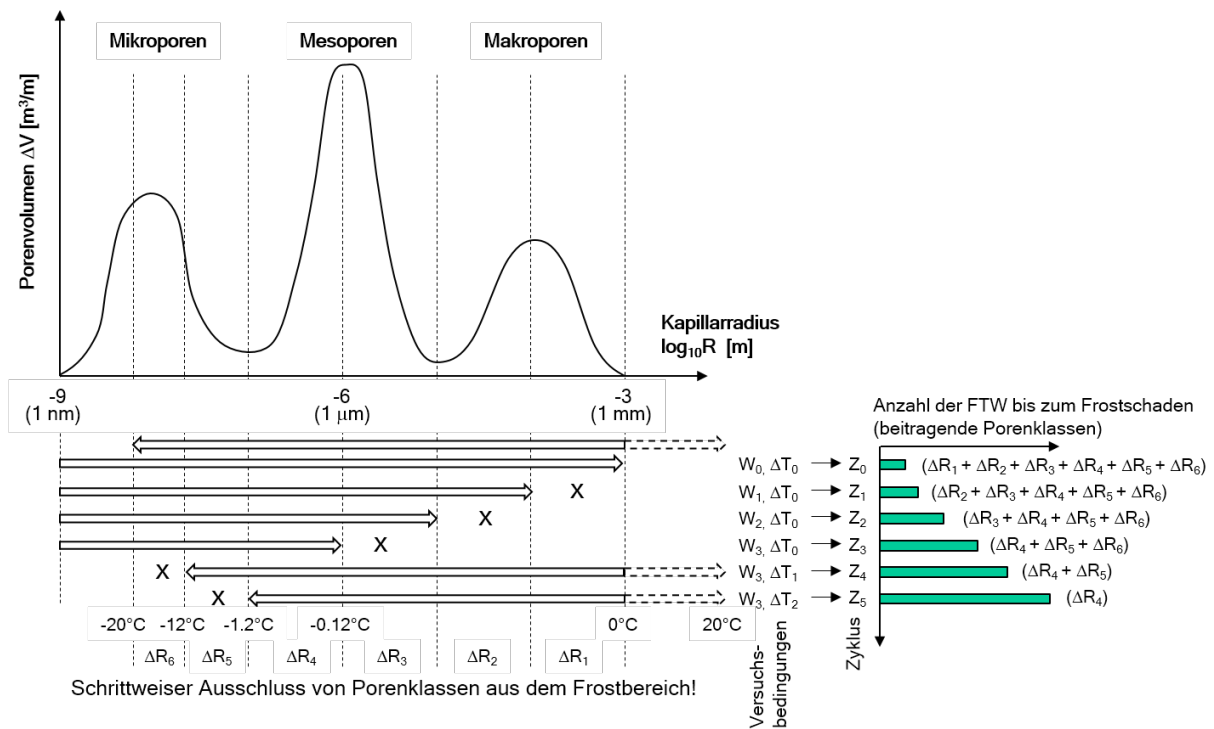 Mikroporen
Mesoporen
Makroporen
Porenvolumen ΔV [m³/m]
Kapillarradius
log₁₀R [m]
-9
(1 nm)
-6
(1 μm)
-3
(1 mm)
Anzahl der FTW bis zum Frostschaden
(beitragende Porenklassen)
W₀, ΔT₀ Z₀ (ΔR₁ + ΔR₂ + ΔR₃ + ΔR₄ + ΔR₅ + ΔR₆)
X W₁, ΔT₀ Z₁ (ΔR₂ + ΔR₃ + ΔR₄ + ΔR₅ + ΔR₆)
X W₂, ΔT₀ Z₂ (ΔR₃ + ΔR₄ + ΔR₅ + ΔR₆)
X W₃, ΔT₀ Z₃ (ΔR₄ + ΔR₅ + ΔR₆)
X W₃, ΔT₁ Z₄ (ΔR₄ + ΔR₅)
X W₃, ΔT₂ Z₅ (ΔR₄)
-20°C -12°C -1.2°C -0.12°C 0°C 20°C
ΔR₆ ΔR₅ ΔR₄ ΔR₃ ΔR₂ ΔR₁
Versuchs-
bedingungen
Zyklus
Schrittweiser Ausschluss von Porenklassen aus dem Frostbereich!